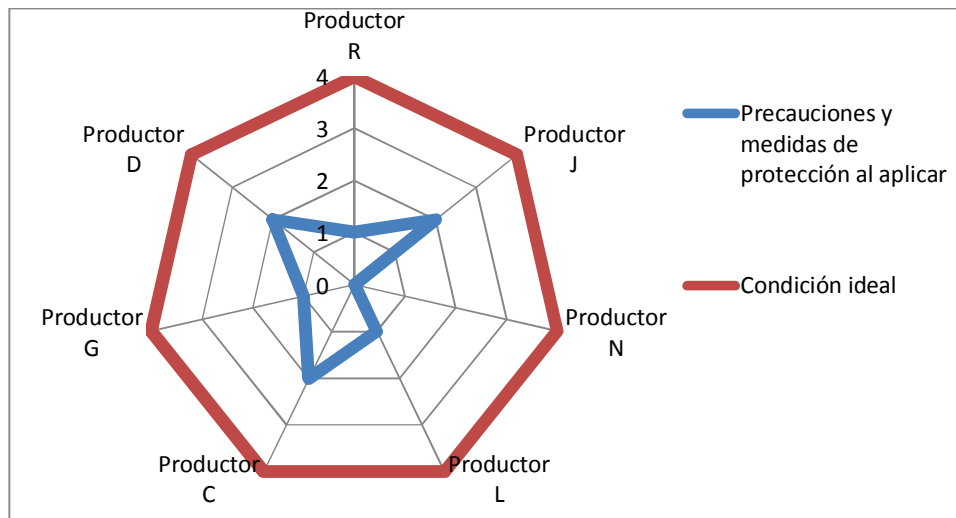 Productor
R
4
3
2
1
0
Productor
J
Productor
N
Productor
L
Productor
C
Productor
G
Productor
D
Precauciones y
medidas de
protección al aplicar
Condición ideal